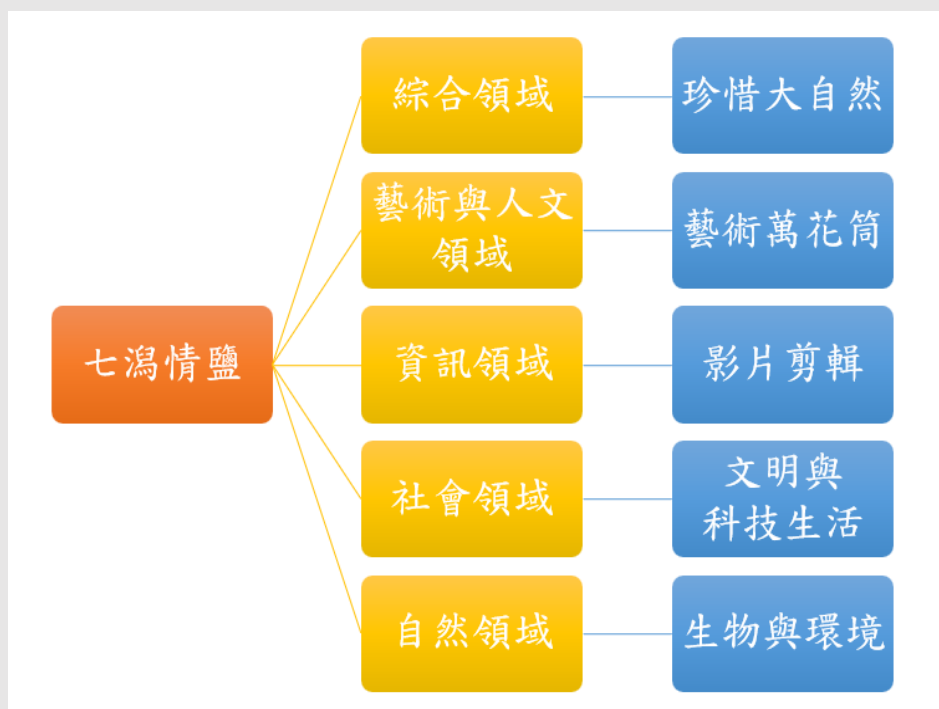 綜合領域
珍惜大自然
藝術與人文
領域
藝術萬花筒
七潟情鹽
資訊領域
影片剪輯
社會領域
文明與
科技生活
自然領域
生物與環境